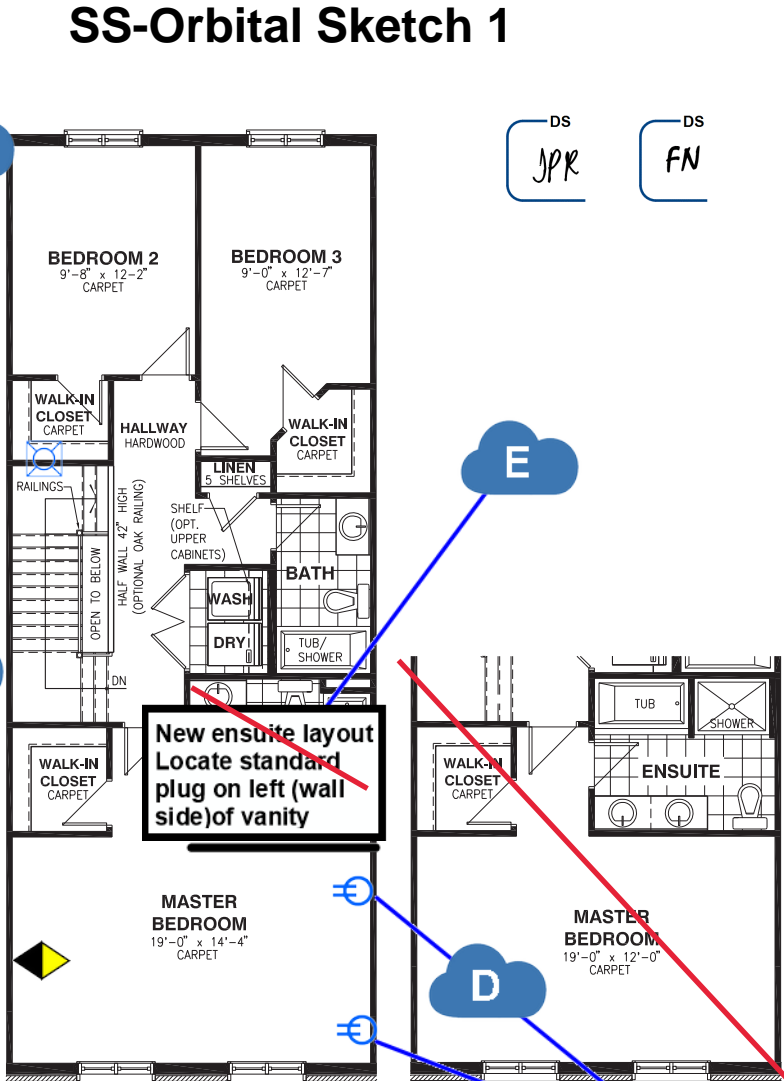 SS-Orbital Sketch 1
DS
JPR
DS
FN
BEDROOM 2
9'-8" x 12-2"
CARPET
BEDROOM 3
9'-0" x 12'-7"
CARPET
WALK-IN
CLOSET
CARPET
HALLWAY
HARDWOOD
WALK-IN
CLOSET
CARPET
LINEN
5 SHELVES
RAILINGS
HALF WALL 42" HIGH
(OPTIONAL OAK RAILING)
OPEN TO BELOW
SHELF
(OPT.
UPPER
CABINETS)
BATH
WASH
DRY
TUB/
SHOWER
DN
E
New ensuite layout
Locate standard
plug on left (wall
side)of vanity
WALK-IN
CLOSET
CARPET
MASTER
BEDROOM
19'-0" x 14'-4"
CARPET
D
TUB
SHOWER
ENSUITE
WALK-IN
CLOSET
CARPET
MASTER
BEDROOM
19'-0" x 12'-0"
CARPET